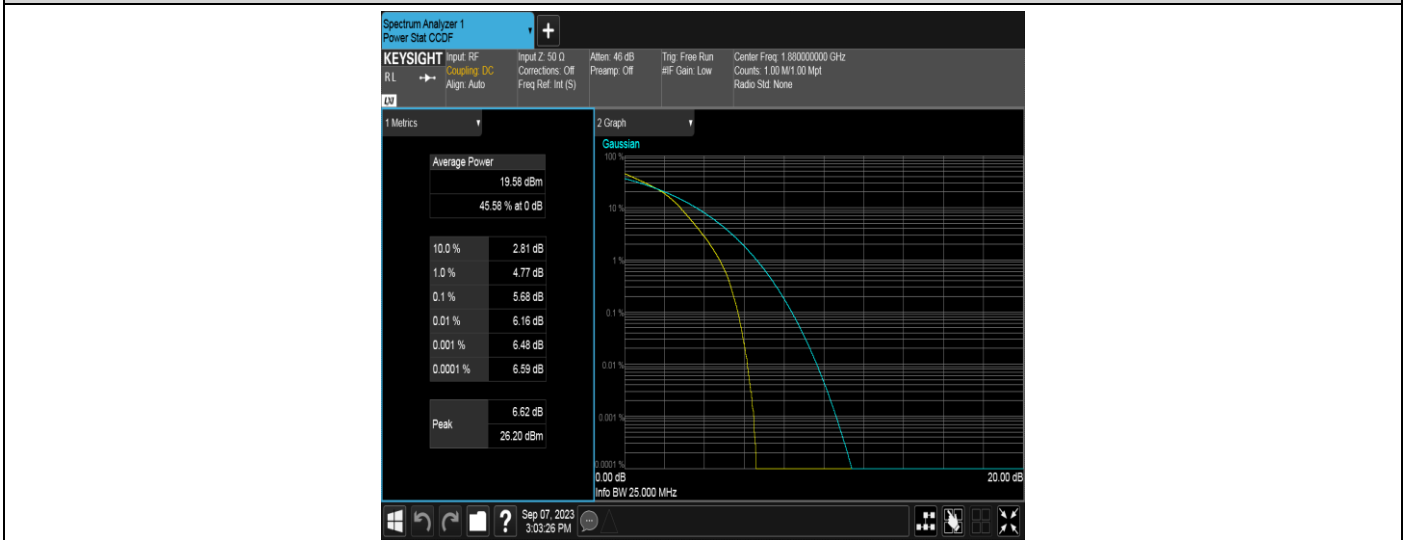 Spectrum Analyzer 1
Power Stat CCDF
+
KEYSIGHT
RL
LXI
Input: RF
Coupling: DC
Align: Auto
Input Z: 50 Ω
Corrections: Off
Freq Ref: Int (S)
Atten: 46 dB
Preamp: Off
Trig: Free Run
#IF Gain: Low
Center Freq: 1.880000000 GHz
Counts: 1.00 M/1.00 Mpt
Radio Std: None
1 Metrics
Average Power
19.58 dBm
45.58 % at 0 dB
10.0 % 2.81 dB
1.0 % 4.77 dB
0.1 % 5.68 dB
0.01 % 6.16 dB
0.001 % 6.48 dB
0.0001 % 6.59 dB
Peak
6.62 dB
26.20 dBm
2 Graph
Gaussian
100 %
10 %
1 %
0.1 %
0.01 %
0.001 %
0.0001 %
0.00 dB 20.00 dB
Info BW 25.000 MHz
?
Sep 07, 2023
3:03:26 PM